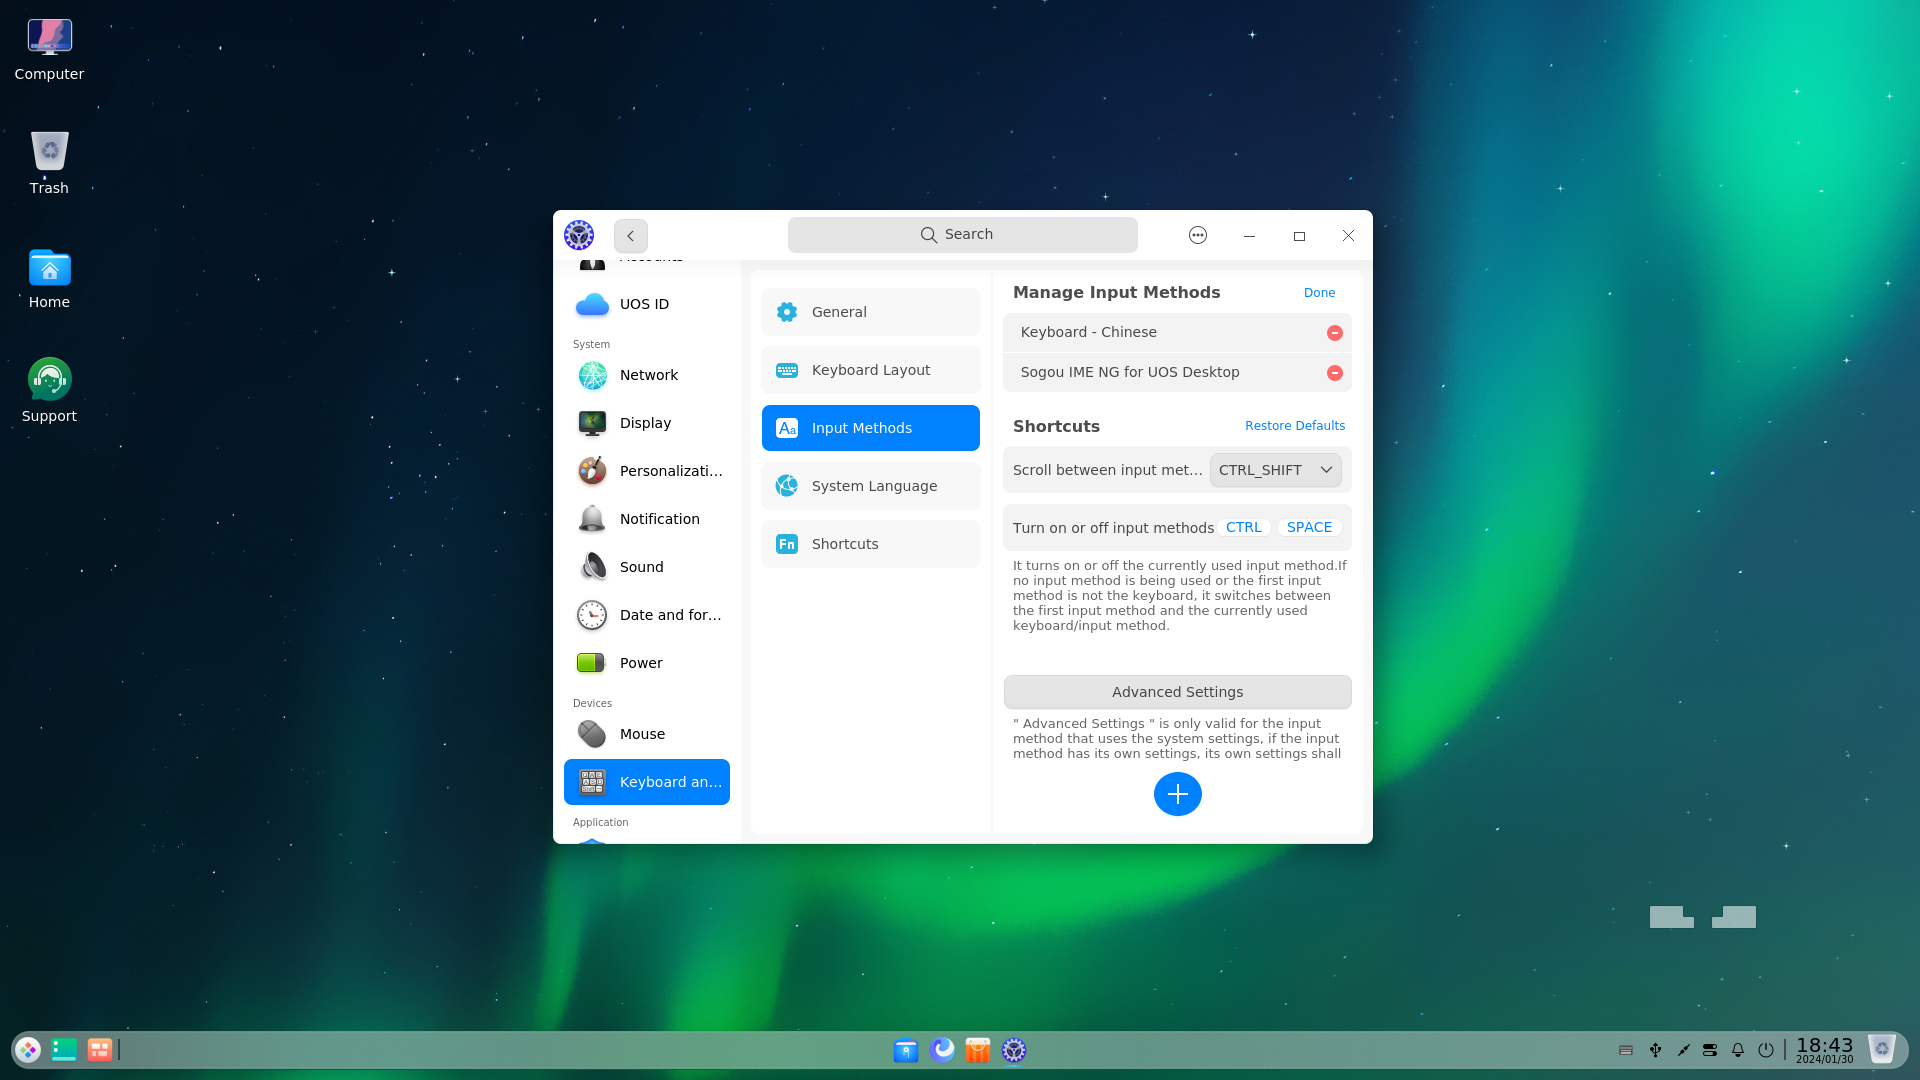 Computer
Trash
Home
Support
Search
UOS ID
System
Network
Display
Personalizati...
Notification
Sound
Date and for...
Power
Devices
Mouse
Keyboard an...
Application
General
Keyboard Layout
Input Methods
System Language
Shortcuts
Manage Input Methods
Done
Keyboard - Chinese
Sogou IME NG for UOS Desktop
Shortcuts
Restore Defaults
Scroll between input met...
CTRL_SHIFT
Turn on or off input methods
CTRL
SPACE
It turns on or off the currently used input method.If
no input method is being used or the first input
method is not the keyboard, it switches between
the first input method and the currently used
keyboard/input method.
Advanced Settings
" Advanced Settings " is only valid for the input
method that uses the system settings, if the input
method has its own settings, its own settings shall
18:43
2024/01/30